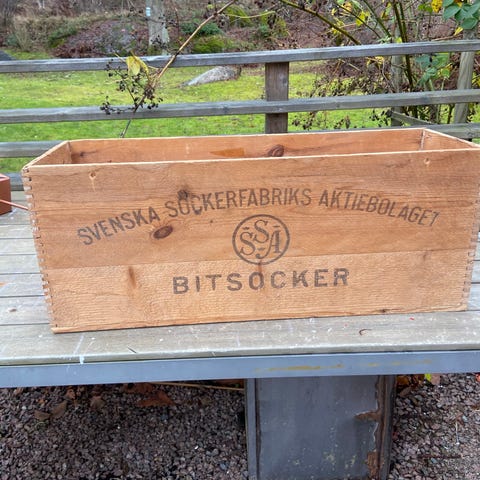 SVENSKA SOCKERFABRIKS AKTIEBOLAGET
SSA
BITSOCKER